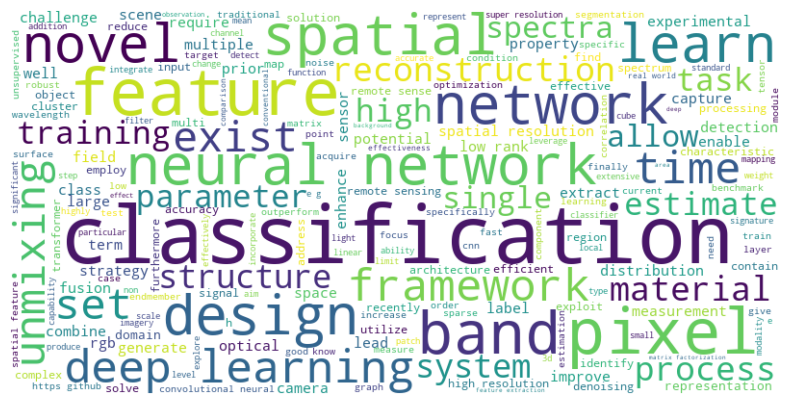 observation traditional super resolution segmentation
challenge scene require solution represent experimental
addition reduce mean channel specific
novel spatial spectra learn
unsupervised multiple target detect property
integrate noise accurate condition find
well input prior map reconstruction spectrum task real world standard tensor
robust change function
object cluster feature remote sense optimization effective cube deep module
wavelength filter comparison conventional high network capture processing
training exist multi matrix sensor potential spatial resolution correlation allow detection leverage
surface point background low rank enable mapping
step field employ acquire effectiveness characteristic time area
significant neural network finally
unmixing class large parameter enhance remote sensing single extract extensive current benchmark weight
low effect e g learning estimate
transformer highly test accuracy outperform classifier signature
particular term furthermore effectively incorporate address specifically fast component region train
classification
light focus cnn need layer
strategy case structure linear limit ability local architecture efficient distribution contain
capability fusion non endmember signal aim space framework material
spatial feature set design recently order label exploit type measurement give
combine scale h increase sparse band pixel modality e
imagery utilize estimation small
rgb domain optical lead measure patch identify matrix factorization
produce generate level good know system improve process
complex deep learning explore 3d
https github solve convolutional neural camera graph high resolution denoising representation
feature extraction